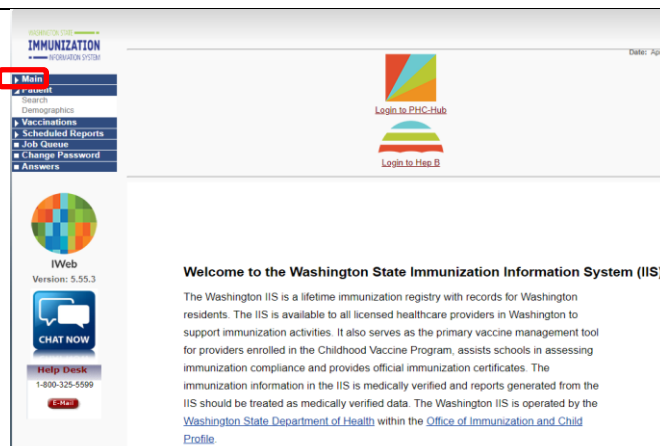 WASHINGTON STATE
IMMUNIZATION
INFORMATION SYSTEM
Date: Ap
Main
Patient
Search
Demographics
Vaccinations
Scheduled Reports
Job Queue
Change Password
Answers
Login to PHC-Hub
Login to Hep B
IWeb
Version: 5.55.3
CHAT NOW
Help Desk
1-800-325-5599
E-Mail
Welcome to the Washington State Immunization Information System (IIS)
The Washington IIS is a lifetime immunization registry with records for Washington
residents. The IIS is available to all licensed healthcare providers in Washington to
support immunization activities. It also serves as the primary vaccine management tool
for providers enrolled in the Childhood Vaccine Program, assists schools in assessing
immunization compliance and provides official immunization certificates. The
immunization information in the IIS is medically verified and reports generated from the
IIS should be treated as medically verified data. The Washington IIS is operated by the
Washington State Department of Health within the Office of Immunization and Child
Profile.